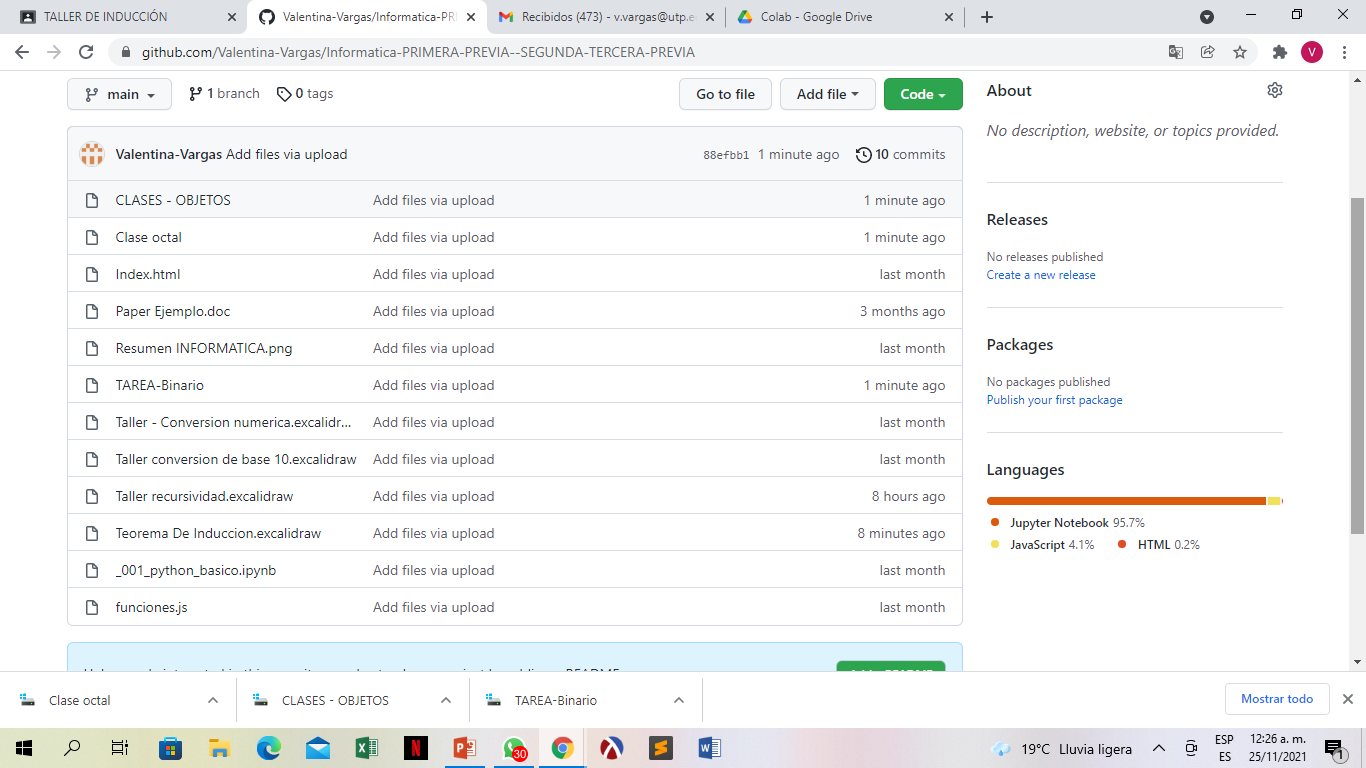 TALLER DE INDUCCIÓN
Valentina-Vargas/Informatica-PRI
Recibidos (473) - v.vargas@utp.e
Colab - Google Drive
github.com/Valentina-Vargas/Informatica-PRIMERA-PREVIA--SEGUNDA-TERCERA-PREVIA
V
main
1 branch
0 tags
Go to file
Add file
Code
Valentina-Vargas Add files via upload 88efbb1 1 minute ago 10 commits
CLASES - OBJETOS Add files via upload 1 minute ago
Clase octal Add files via upload 1 minute ago
Index.html Add files via upload last month
Paper Ejemplo.doc Add files via upload 3 months ago
Resumen INFORMATICA.png Add files via upload last month
TAREA-Binario Add files via upload 1 minute ago
Taller - Conversion numerica.excalidr... Add files via upload last month
Taller conversion de base 10.excalidraw Add files via upload last month
Taller recursividad.excalidraw Add files via upload 8 hours ago
Teorema De Induccion.excalidraw Add files via upload 8 minutes ago
_001_python_basico.ipynb Add files via upload last month
funciones.js Add files via upload last month
About
No description, website, or topics provided.
Releases
No releases published
Create a new release
Packages
No packages published
Publish your first package
Languages
Jupyter Notebook 95.7%
JavaScript 4.1%
HTML 0.2%
Clase octal
CLASES - OBJETOS
TAREA-Binario
Mostrar todo
30
19°C Lluvia ligera
ESP
ES
12:26 a. m.
25/11/2021
1